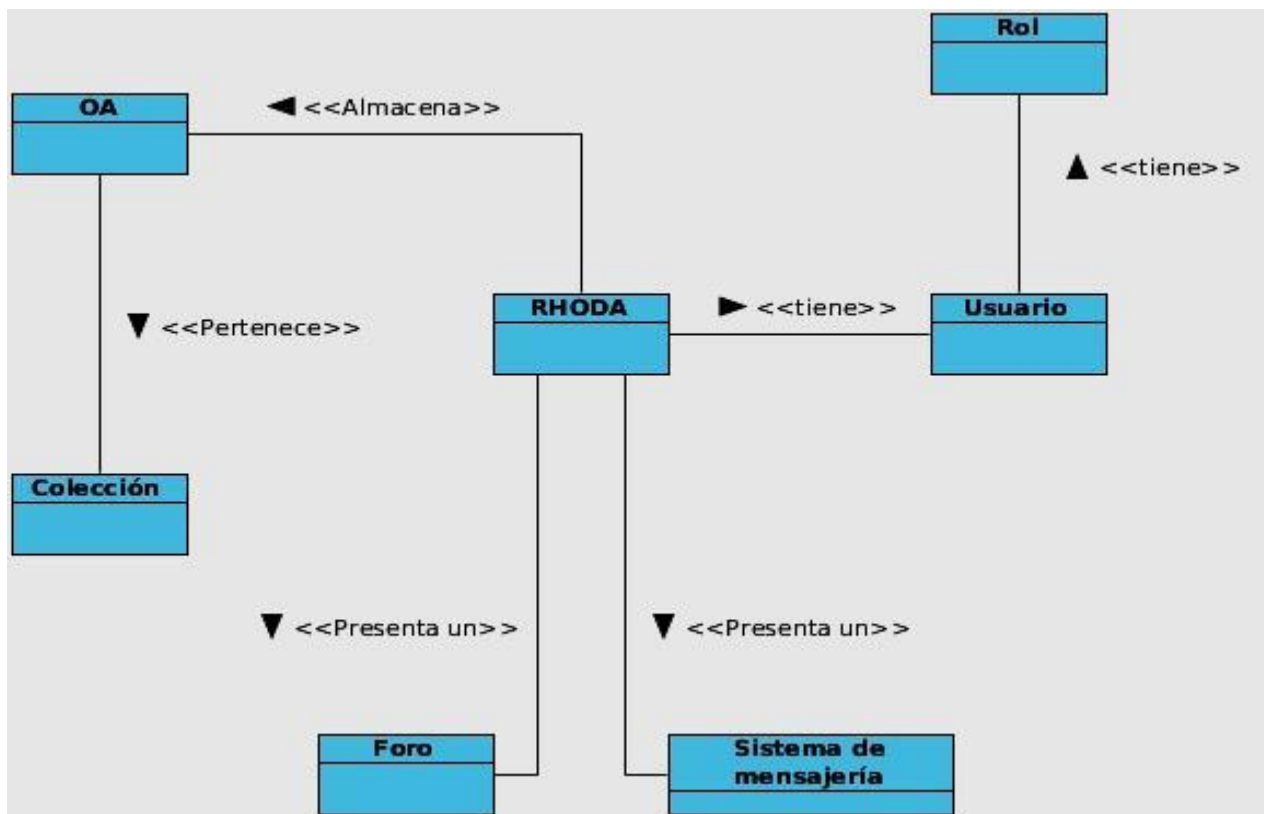 Rol
OA
<<Almacena>>
<<tiene>>
RHODA
<<tiene>>
Usuario
<<Pertenece>>
Colección
<<Presenta un>>
<<Presenta un>>
Foro
Sistema de
mensajería